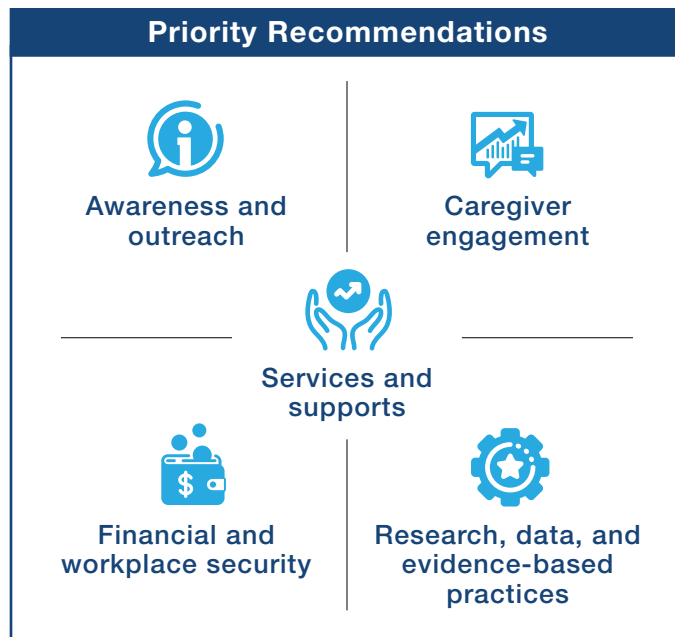 Priority Recommendations
Awareness and
outreach
Caregiver
engagement
Services and
supports
$
Financial and
workplace security
Research, data, and
evidence-based
practices